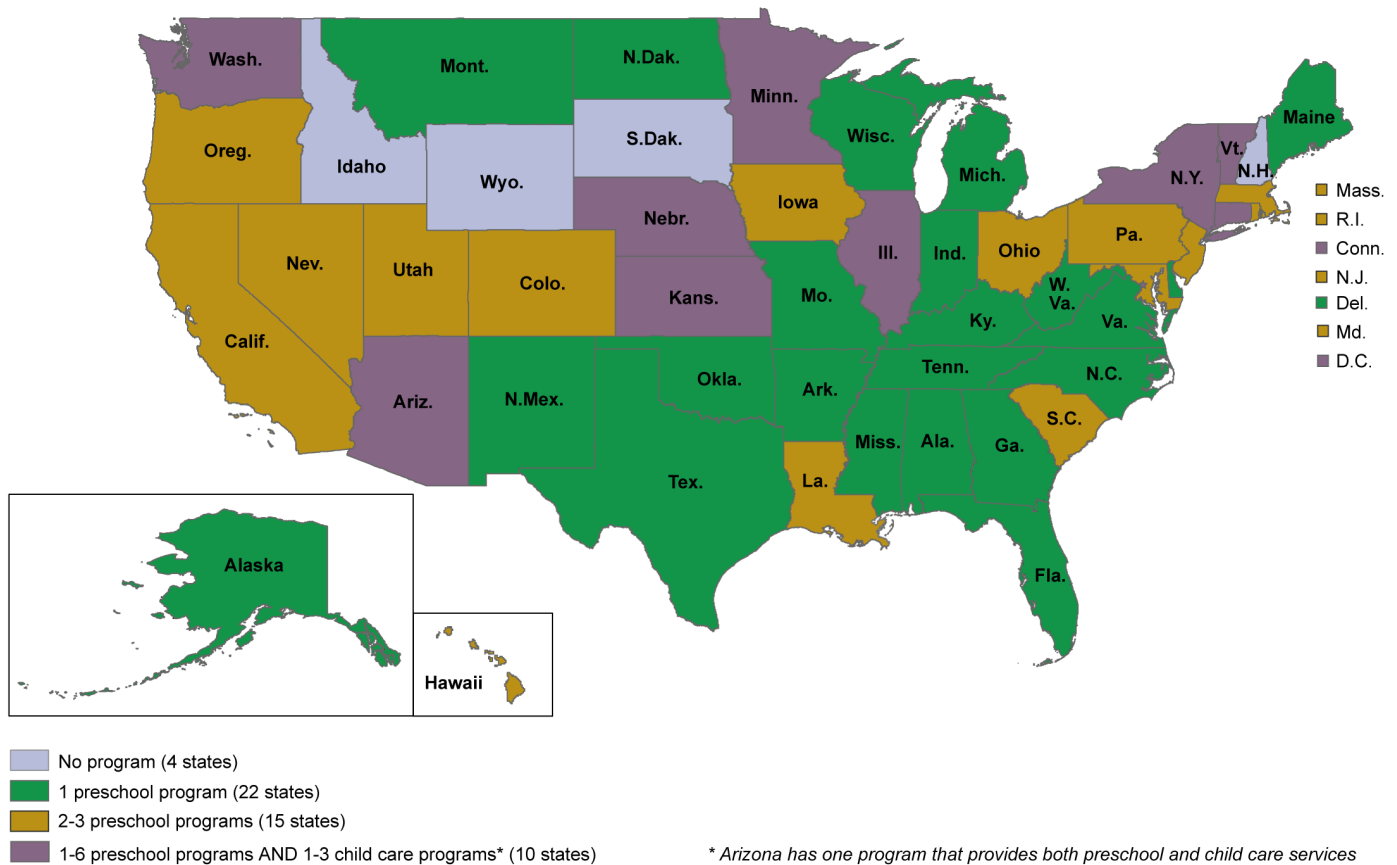 Wash.
Mont.
N.Dak.
Minn.
Maine
Oreg.
Idaho
S.Dak.
Wisc.
Mich.
Vt.
N.H.
N.Y.
Wyo.
Iowa
Nebr.
Mass.
R.I.
Conn.
N.J.
Del.
Md.
D.C.
Nev.
Utah
Colo.
Ill.
Ind.
Ohio
Pa.
Kans.
Mo.
W.
Va.
Va.
Ky.
Calif.
Ariz.
N.Mex.
Okla.
Ark.
Tenn.
N.C.
S.C.
Tex.
La.
Miss.
Ala.
Ga.
Fla.
Alaska
Hawaii
No program (4 states)
1 preschool program (22 states)
2-3 preschool programs (15 states)
1-6 preschool programs AND 1-3 child care programs* (10 states)
* Arizona has one program that provides both preschool and child care services